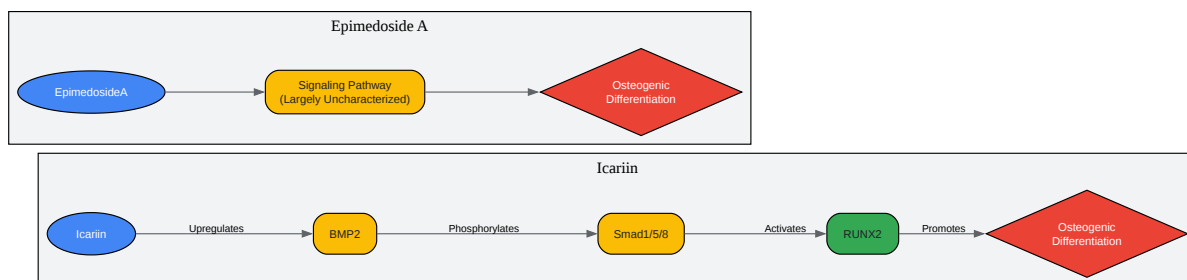 Epimedoside A
EpimedosideA
Signaling Pathway
(Largely Uncharacterized)
Osteogenic
Differentiation
Icariin
Icariin
Upregulates
BMP2
Phosphorylates
Smad1/5/8
Activates
RUNX2
Promotes
Osteogenic
Differentiation